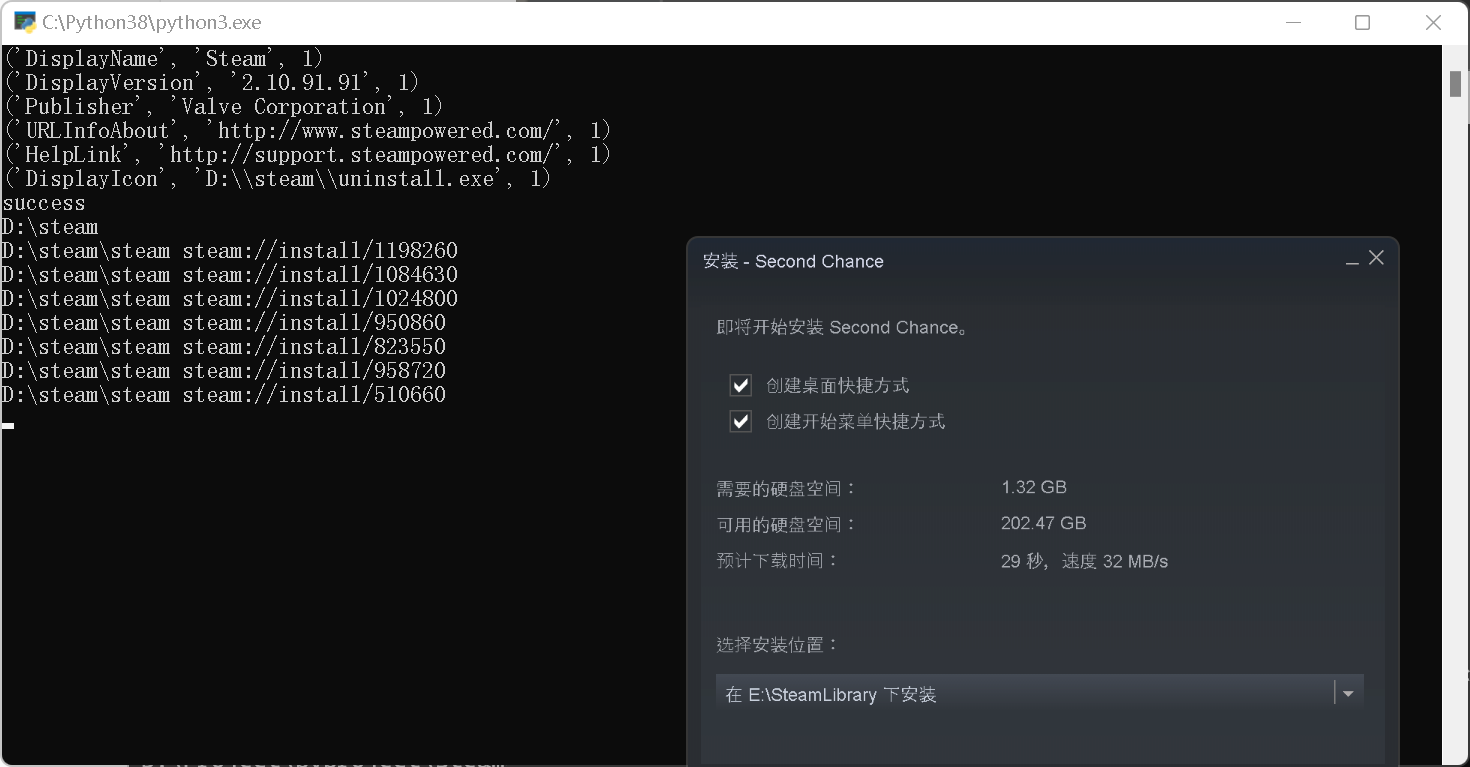 C:\Python38\python3.exe
('DisplayName', 'Steam', 1)
('DisplayVersion', '2.10.91.91', 1)
('Publisher', 'Valve Corporation', 1)
('URLInfoAbout', 'http://www.steampowered.com/', 1)
('HelpLink', 'http://support.steampowered.com/', 1)
('DisplayIcon', 'D:\\steam\\uninstall.exe', 1)
success
D:\steam
D:\steam\steam steam://install/1198260
D:\steam\steam steam://install/1084630
D:\steam\steam steam://install/1024800
D:\steam\steam steam://install/950860
D:\steam\steam steam://install/823550
D:\steam\steam steam://install/958720
D:\steam\steam steam://install/510660
安装 - Second Chance
即将开始安装 Second Chance。
创建桌面快捷方式
创建开始菜单快捷方式
需要的硬盘空间： 1.32 GB
可用的硬盘空间： 202.47 GB
预计下载时间： 29 秒，速度 32 MB/s
选择安装位置：
在 E:\SteamLibrary 下安装